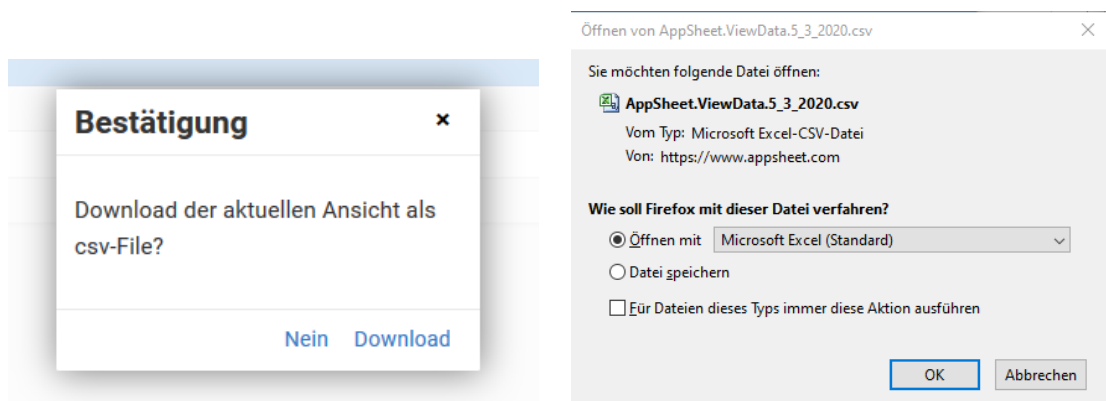 Bestätigung ×
Download der aktuellen Ansicht als
csv-File?
Nein Download
Öffnen von AppSheet.ViewData.5_3_2020.csv
Sie möchten folgende Datei öffnen:
AppSheet.ViewData.5_3_2020.csv
Vom Typ: Microsoft Excel-CSV-Datei
Von: https://www.appsheet.com
Wie soll Firefox mit dieser Datei verfahren?
Öffnen mit Microsoft Excel (Standard)
Datei speichern
Für Dateien dieses Typs immer diese Aktion ausführen
OK Abbrechen